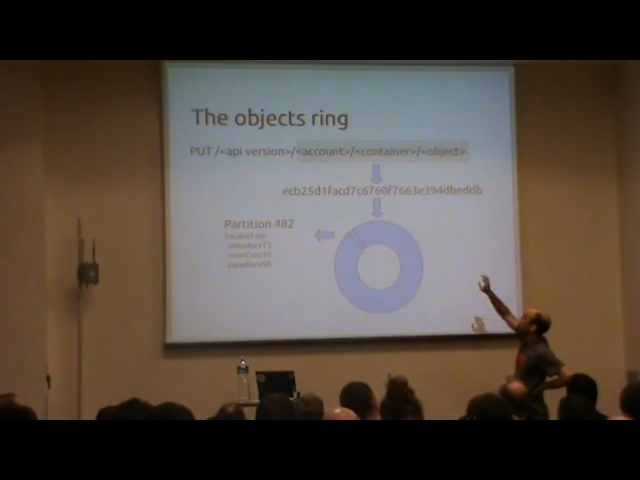 The objects ring
PUT /<api version>/<account>/<container>/<object>
ecb25d1facd7c6760f7663e394dbeddb
Partition 482